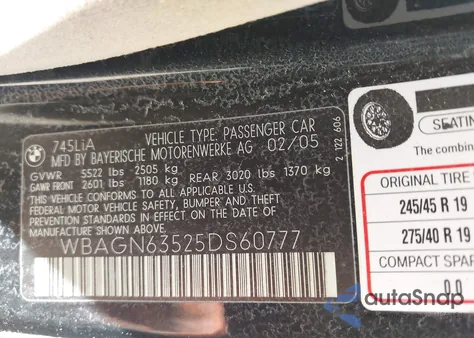 745LiA VEHICLE TYPE: PASSENGER CAR
MFD BY BAYERISCHE MOTORENWERKE AG 02/05
GVWR 5522 lbs 2505 kg
GAWR FRONT 2601 lbs 1180 kg REAR 3020 lbs 1370 kg
THIS VEHICLE CONFORMS TO ALL APPLICABLE U.S.
FEDERAL MOTOR VEHICLE SAFETY, BUMPER AND THEFT
PREVENTION STANDARDS IN EFFECT ON THE DATE OF
MANUFACTURE SHOWN ABOVE.
WBAGN63525DS60777
2 122 606
SEATIN
The combine
ORIGINAL TIRE
245/45 R 19
275/40 R 19
COMPACT SPAR
autoSnap